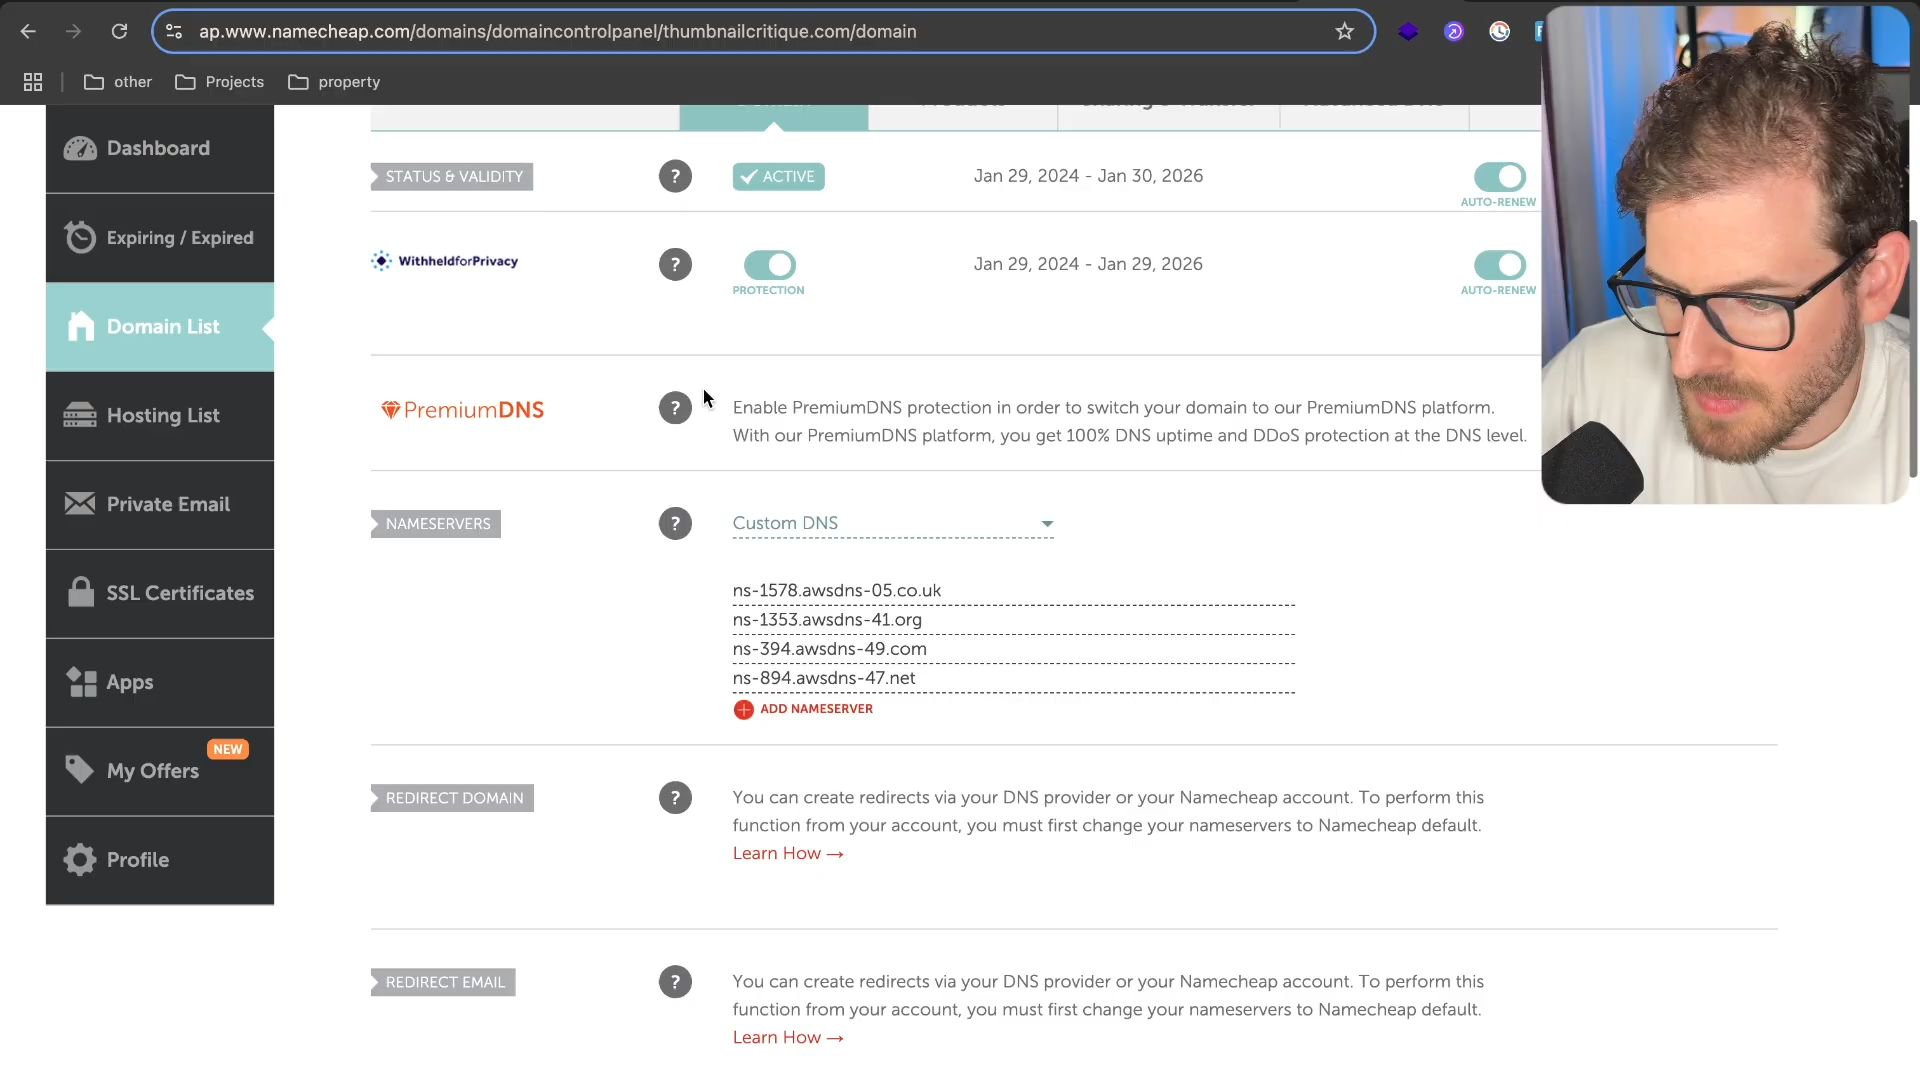 ap.www.namecheap.com/domains/domaincontrolpanel/thumbnailcritique.com/domain
other
Projects
property
Dashboard
Expiring / Expired
Domain List
Hosting List
Private Email
SSL Certificates
Apps
NEW
My Offers
Profile
STATUS & VALIDITY
?
ACTIVE
Jan 29, 2024 - Jan 30, 2026
AUTO-RENEW
WithheldforPrivacy
?
PROTECTION
Jan 29, 2024 - Jan 29, 2026
AUTO-RENEW
PremiumDNS
?
Enable PremiumDNS protection in order to switch your domain to our PremiumDNS platform.
With our PremiumDNS platform, you get 100% DNS uptime and DDoS protection at the DNS level.
NAMESERVERS
?
Custom DNS
ns-1578.awsdns-05.co.uk
ns-1353.awsdns-41.org
ns-394.awsdns-49.com
ns-894.awsdns-47.net
ADD NAMESERVER
REDIRECT DOMAIN
?
You can create redirects via your DNS provider or your Namecheap account. To perform this
function from your account, you must first change your nameservers to Namecheap default.
Learn How →
REDIRECT EMAIL
?
You can create redirects via your DNS provider or your Namecheap account. To perform this
function from your account, you must first change your nameservers to Namecheap default.
Learn How →